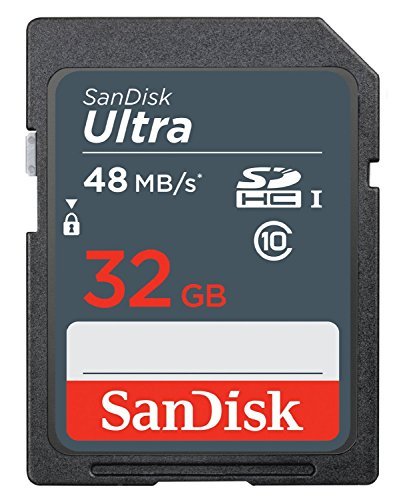 SanDisk
Ultra
48 MB/s*
SD
HC I
10
32 GB
SanDisk